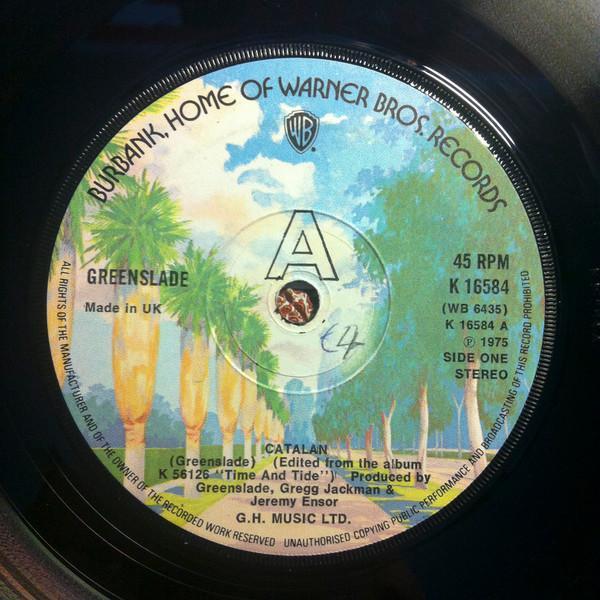 BURBANK, HOME OF WARNER BROS. RECORDS
WB
A
GREENSLADE
Made in UK
45 RPM
K 16584
(WB 6435)
K 16584 A
Ⓟ 1975
SIDE ONE
STEREO
€4
CATALAN
(Greenslade) (Edited from the album
K 56126 "Time And Tide") Produced by
Greenslade, Gregg Jackman &
Jeremy Ensor
G.H. MUSIC LTD.
ALL RIGHTS OF THE MANUFACTURER AND OF THE OWNER OF THE RECORDED WORK RESERVED UNAUTHORISED COPYING PUBLIC PERFORMANCE AND BROADCASTING OF THIS RECORD PROHIBITED